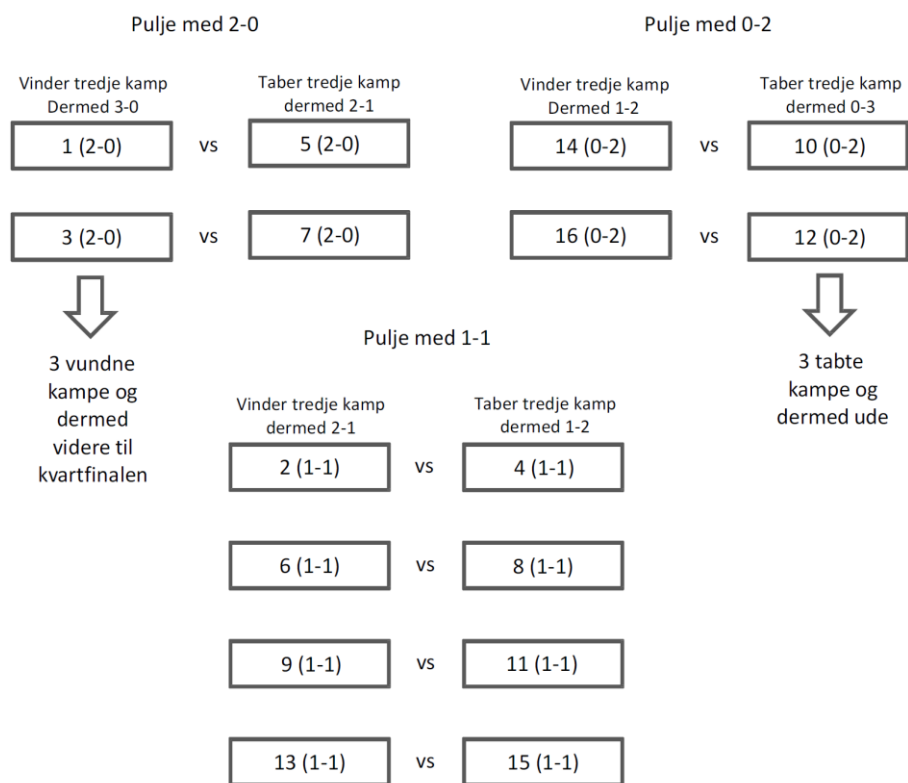 Pulje med 2-0
Vinder tredje kamp
Dermed 3-0
Taber tredje kamp
dermed 2-1
1 (2-0) vs 5 (2-0)
3 (2-0) vs 7 (2-0)
3 vundne
kampe og
dermed
videre til
kvartfinalen
Pulje med 0-2
Vinder tredje kamp
Dermed 1-2
Taber tredje kamp
dermed 0-3
14 (0-2) vs 10 (0-2)
16 (0-2) vs 12 (0-2)
3 tabte
kampe og
dermed ude
Pulje med 1-1
Vinder tredje kamp
dermed 2-1
Taber tredje kamp
dermed 1-2
2 (1-1) vs 4 (1-1)
6 (1-1) vs 8 (1-1)
9 (1-1) vs 11 (1-1)
13 (1-1) vs 15 (1-1)